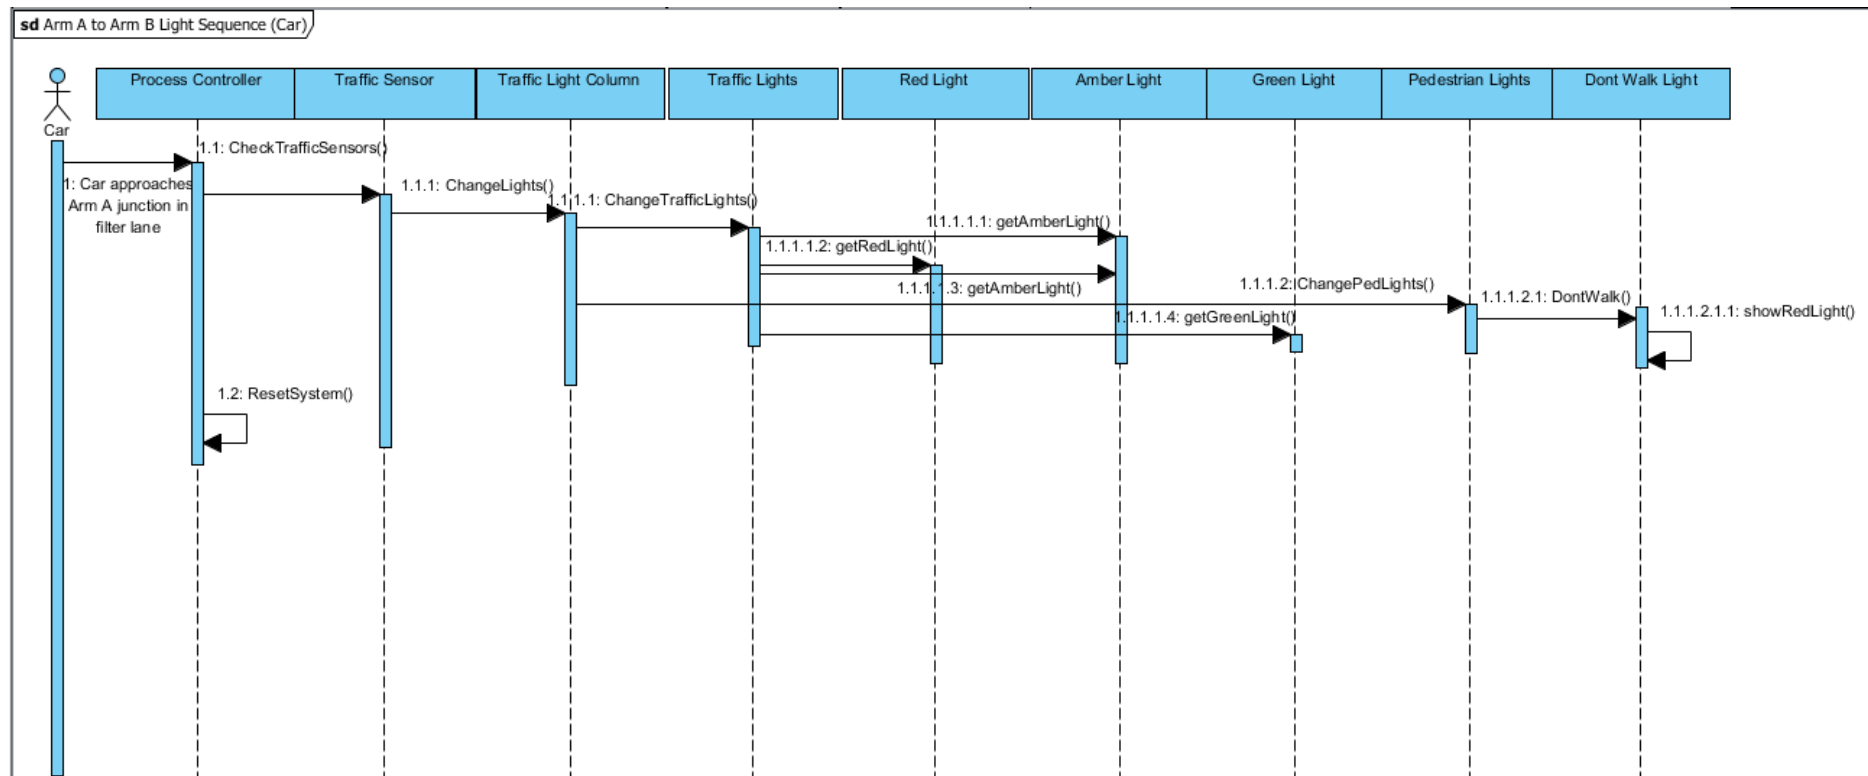 sd Arm A to Arm B Light Sequence (Car)
Process Controller
Traffic Sensor
Traffic Light Column
Traffic Lights
Red Light
Amber Light
Green Light
Pedestrian Lights
Dont Walk Light
Car
1: Car approaches
Arm A junction in
filter lane
1.1: CheckTrafficSensors()
1.1.1: ChangeLights()
1.1.1.1: ChangeTrafficLights()
1.1.1.1.1: getAmberLight()
1.1.1.1.2: getRedLight()
1.1.1.1.3: getAmberLight()
1.1.1.2: ChangePedLights()
1.1.1.2.1: DontWalk()
1.1.1.2.1.1: showRedLight()
1.1.1.1.4: getGreenLight()
1.2: ResetSystem()